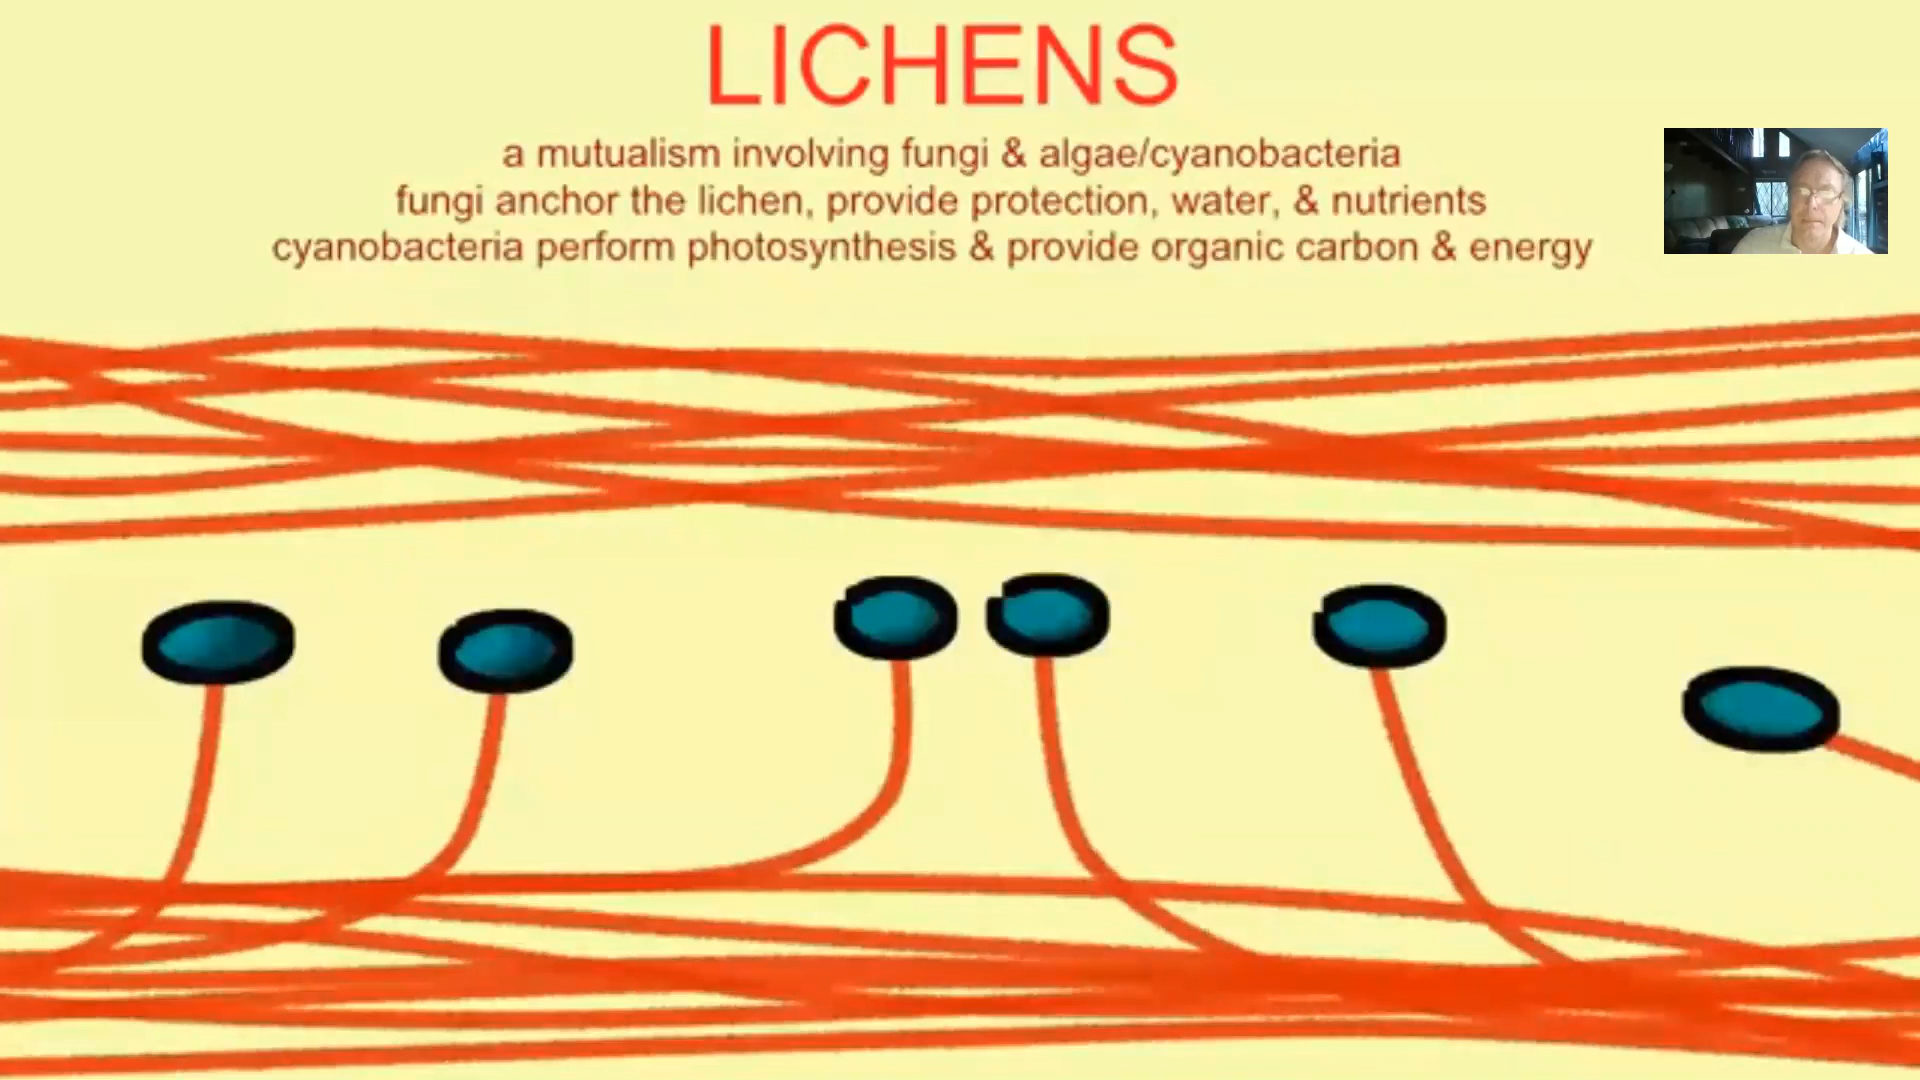 LICHENS
a mutualism involving fungi & algae/cyanobacteria
fungi anchor the lichen, provide protection, water, & nutrients
cyanobacteria perform photosynthesis & provide organic carbon & energy